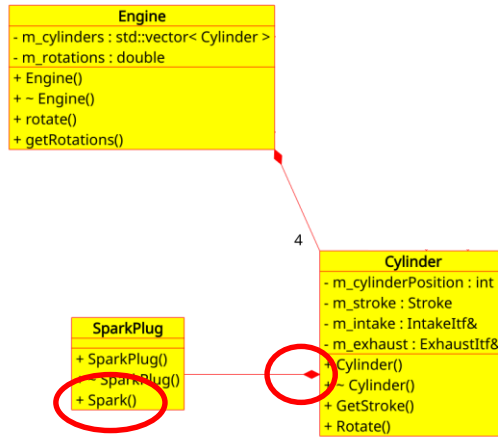 Engine
- m_cylinders : std::vector< Cylinder >
- m_rotations : double
+ Engine()
+ ~ Engine()
+ rotate()
+ getRotations()
4
Cylinder
- m_cylinderPosition : int
- m_stroke : Stroke
- m_intake : IntakeItf&
- m_exhaust : ExhaustItf&
+ Cylinder()
+ ~ Cylinder()
+ GetStroke()
+ Rotate()
SparkPlug
+ SparkPlug()
+ ~ SparkPlug()
+ Spark()